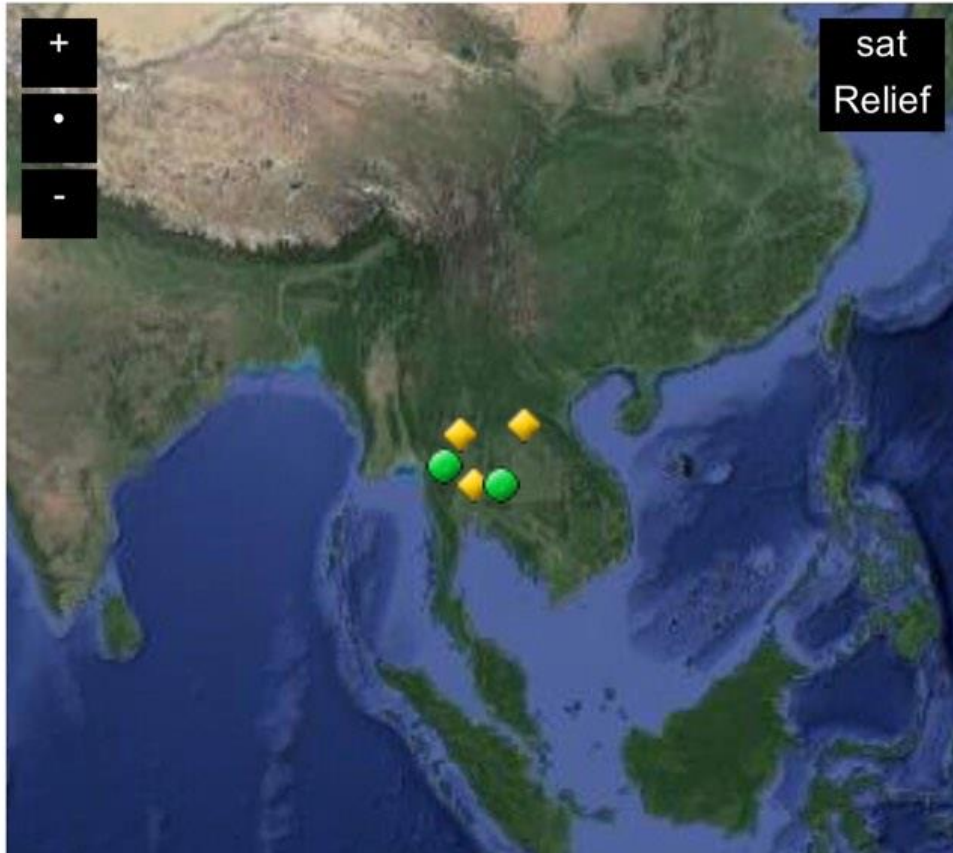 +
•
-
sat
Relief